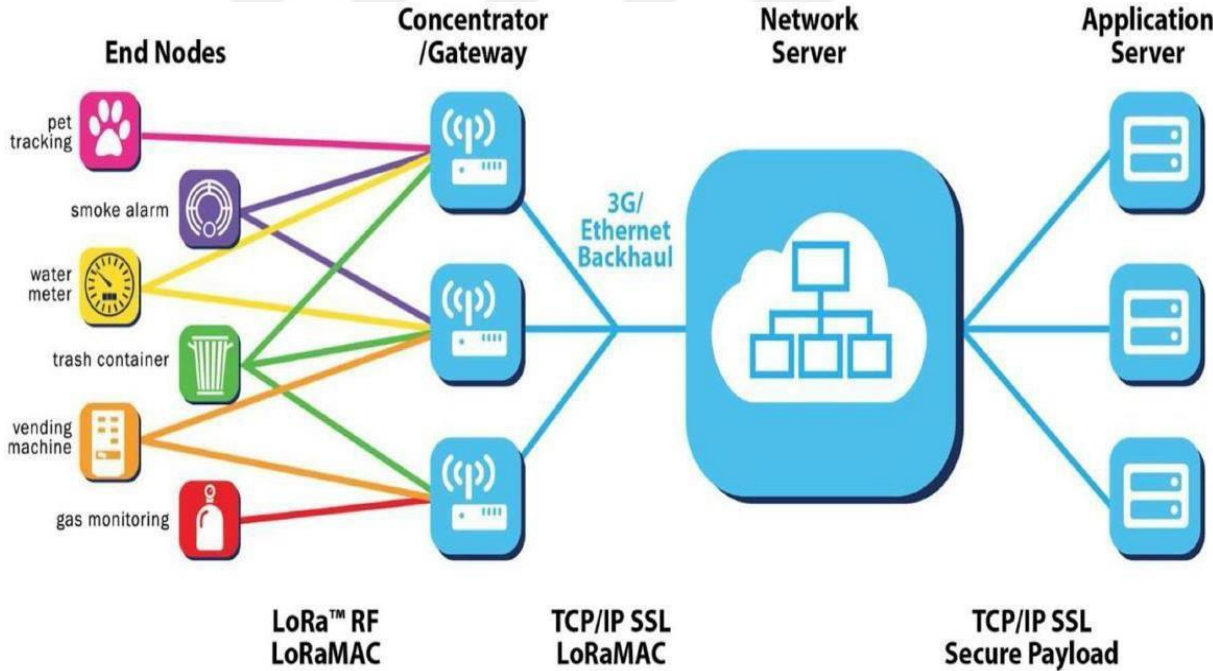 End Nodes
Concentrator
/Gateway
Network
Server
Application
Server
pet
tracking
smoke alarm
water
meter
trash container
vending
machine
gas monitoring
3G/
Ethernet
Backhaul
LoRa™ RF
LoRaMAC
TCP/IP SSL
LoRaMAC
TCP/IP SSL
Secure Payload